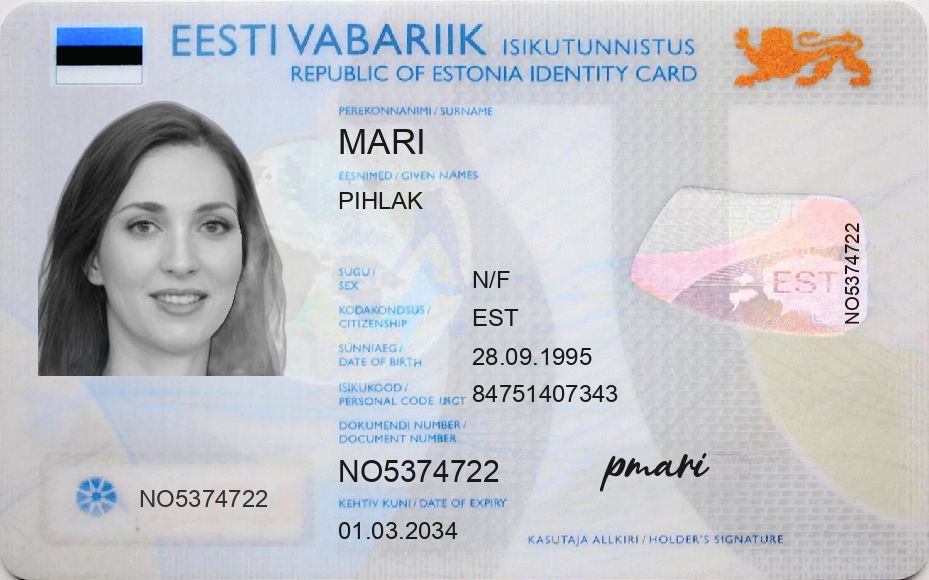 EESTI VABARIIK ISIKUTUNNISTUS
REPUBLIC OF ESTONIA IDENTITY CARD
PEREKONNANIMI / SURNAME
MARI
EESNIMED / GIVEN NAMES
PIHLAK
SUGU /
SEX
N/F
KODAKONDSUS /
CITIZENSHIP
EST
SÜNNIAEG /
DATE OF BIRTH
28.09.1995
ISIKUKOOD /
PERSONAL CODE
84751407343
DOKUMENDI NUMBER /
DOCUMENT NUMBER
NO5374722
KEHTIV KUNI / DATE OF EXPIRY
01.03.2034
NO5374722
EST
NO5374722
pmari
KASUTAJA ALLKIRI / HOLDER'S SIGNATURE